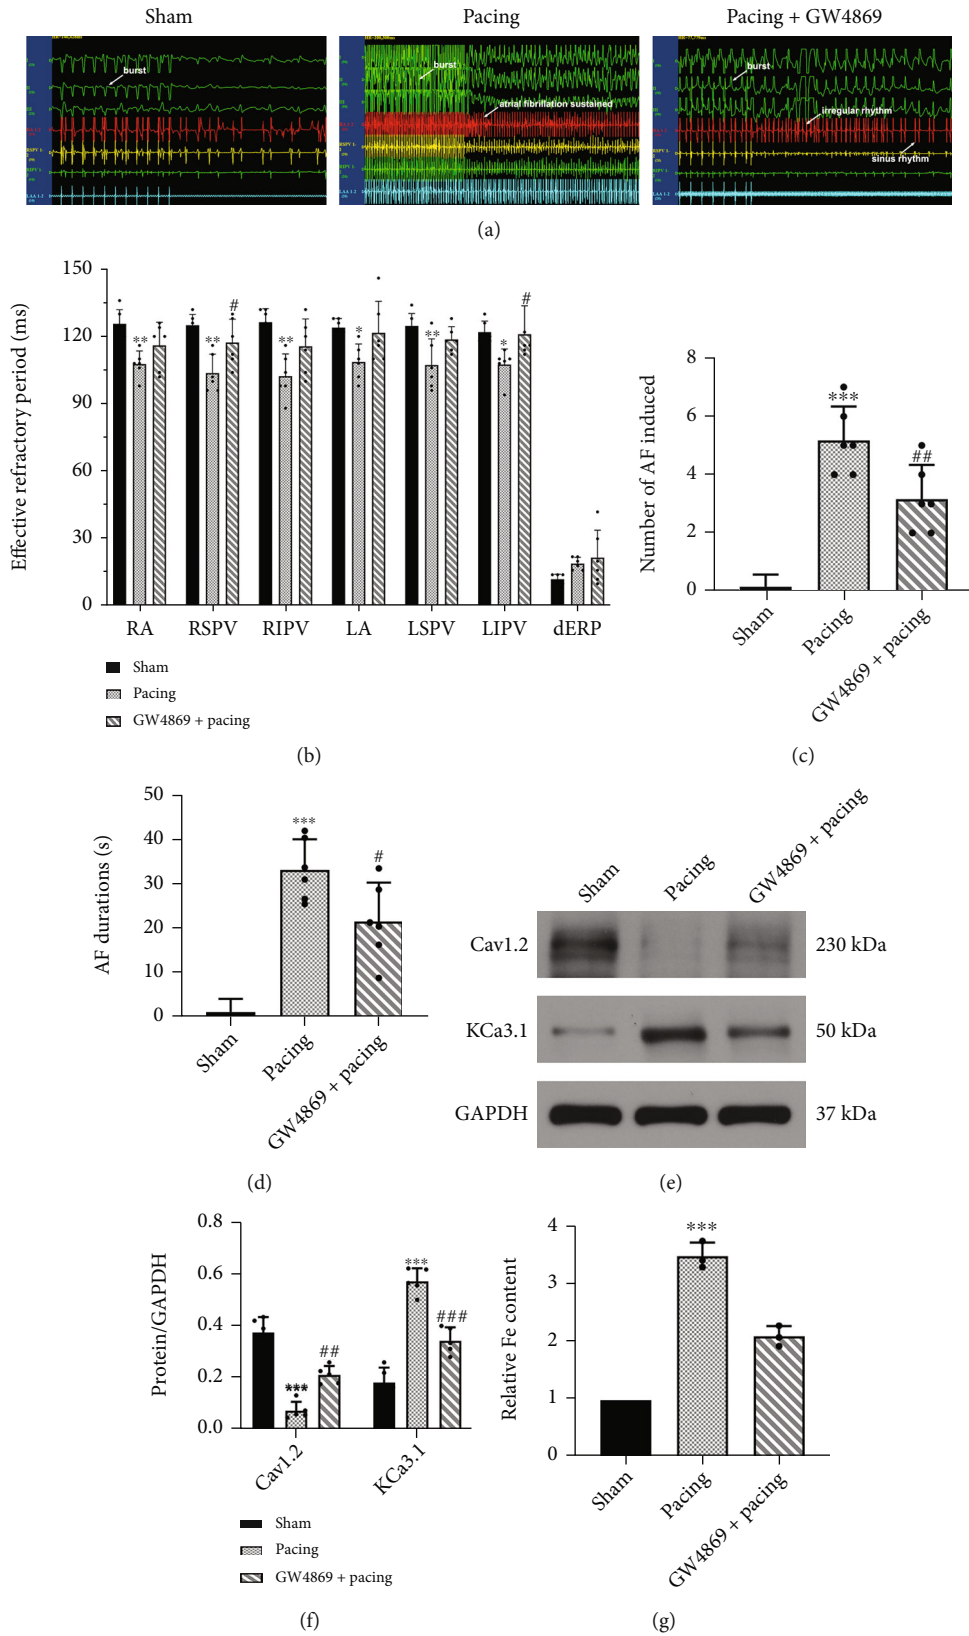 Sham
Pacing
Pacing + GW4869
burst
burst
atrial fibrillation sustained
burst
irregular rhythm
sinus rhythm
(a)
Effective refractory period (ms)
150
120
90
60
30
0
** ** ** * ** *
# #
RA RSPV RIPV LA LSPV LIPV dERP
Sham
Pacing
GW4869 + pacing
(b)
Number of AF induced
8
6
4
2
0
***
##
Sham
Pacing
GW4869 + pacing
(c)
AF durations (s)
50
40
30
20
10
0
***
#
Sham
Pacing
GW4869 + pacing
(d)
Sham
Pacing
GW4869 + pacing
Cav1.2 230 kDa
KCa3.1 50 kDa
GAPDH 37 kDa
(e)
Protein/GAPDH
0.8
0.6
0.4
0.2
0.0
***
##
***
###
Cav1.2
KCa3.1
Sham
Pacing
GW4869 + pacing
(f)
Relative Fe content
4
3
2
1
0
***
Sham
Pacing
GW4869 + pacing
(g)